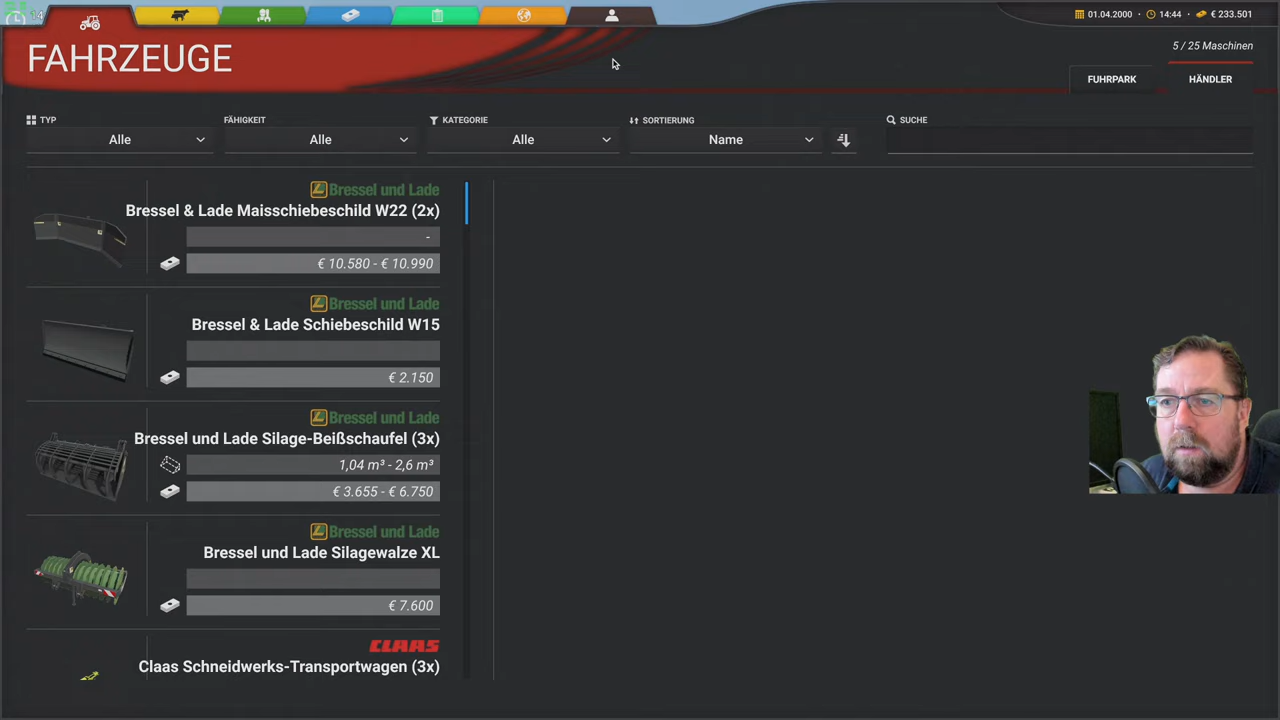 01.04.2000 14:44 € 233.501
FAHRZEUGE
5 / 25 Maschinen
FUHRPARK HÄNDLER
TYP FÄHIGKEIT KATEGORIE SORTIERUNG SUCHE
Alle Alle Alle Name
Bressel und Lade
Bressel & Lade Maisschiebeschild W22 (2x)
-
€ 10.580 - € 10.990
Bressel und Lade
Bressel & Lade Schiebeschild W15
€ 2.150
Bressel und Lade
Bressel und Lade Silage-Beißschaufel (3x)
1,04 m³ - 2,6 m³
€ 3.655 - € 6.750
Bressel und Lade
Bressel und Lade Silagewalze XL
€ 7.600
CLAAS
Claas Schneidwerks-Transportwagen (3x)